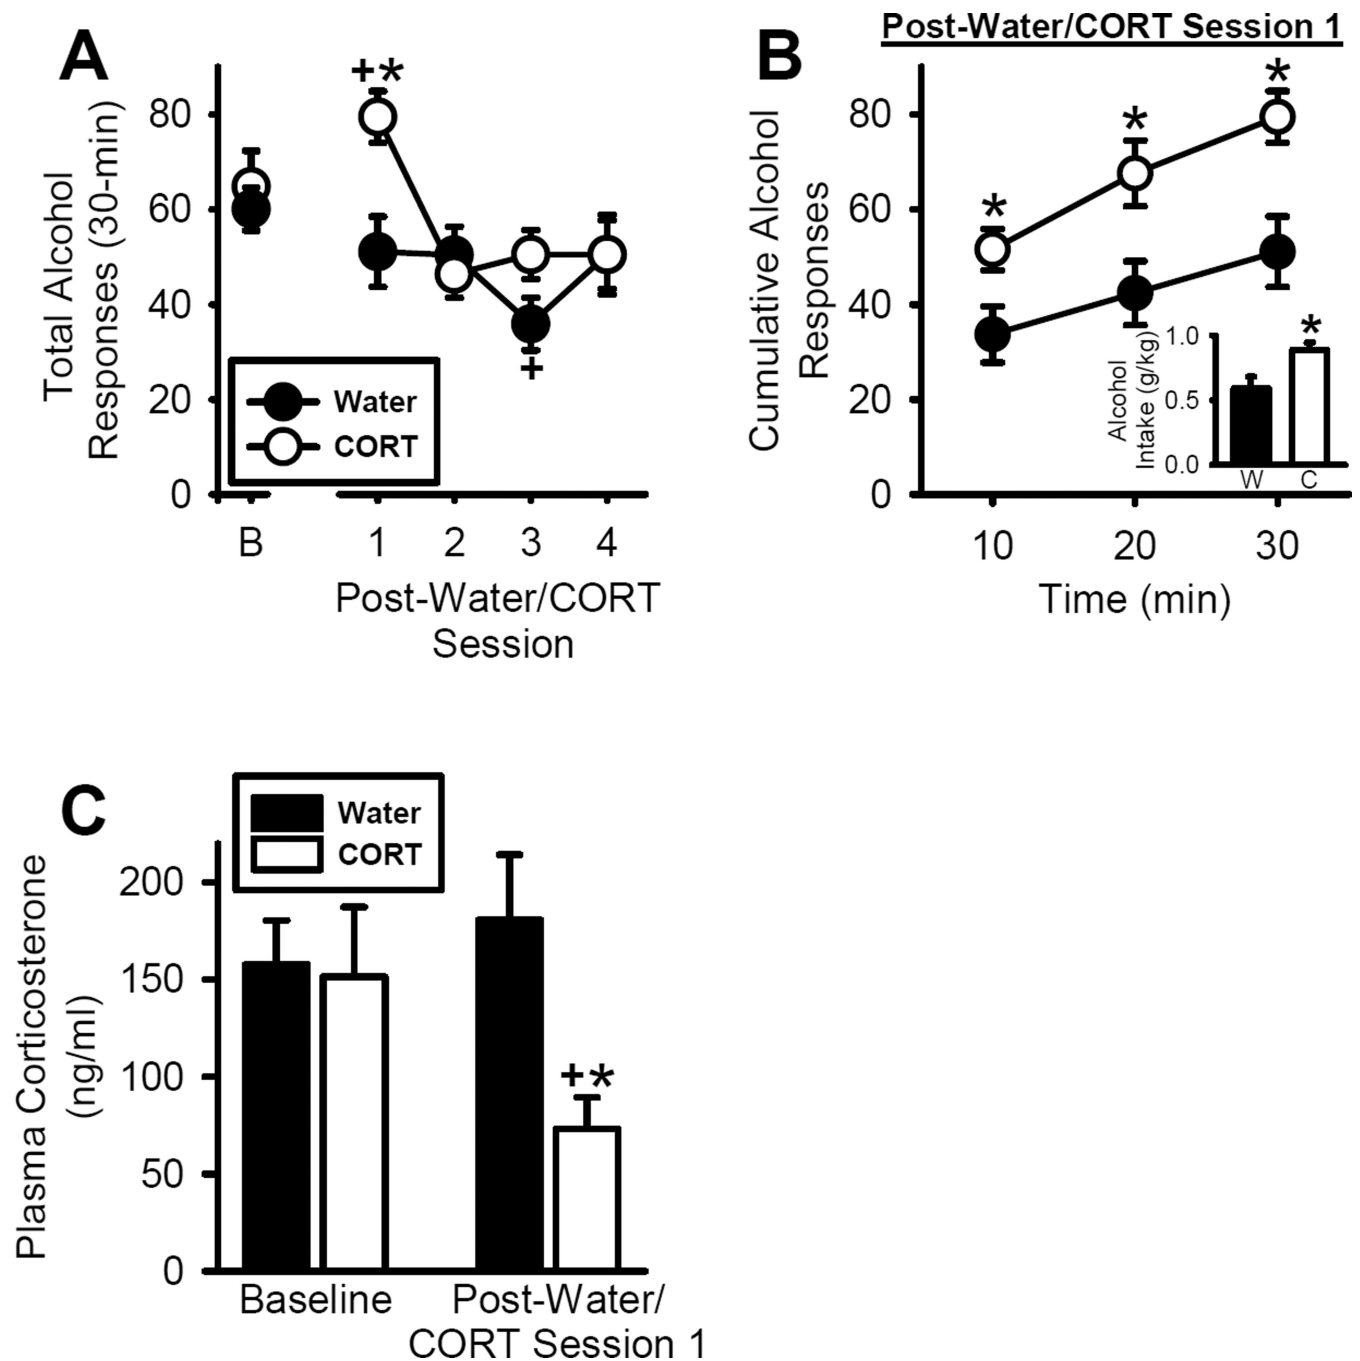 A
Total Alcohol
Responses (30-min)
80
60
40
20
0
+*
+
Water
CORT
B 1 2 3 4
Post-Water/CORT
Session
B
Post-Water/CORT Session 1
Cumulative Alcohol
Responses
80
60
40
20
0
* * *
Alcohol
Intake (g/kg)
1.0
0.5
0.0
*
W C
10 20 30
Time (min)
C
Water
CORT
Plasma Corticosterone
(ng/ml)
200
150
100
50
0
+*
Baseline Post-Water/
CORT Session 1